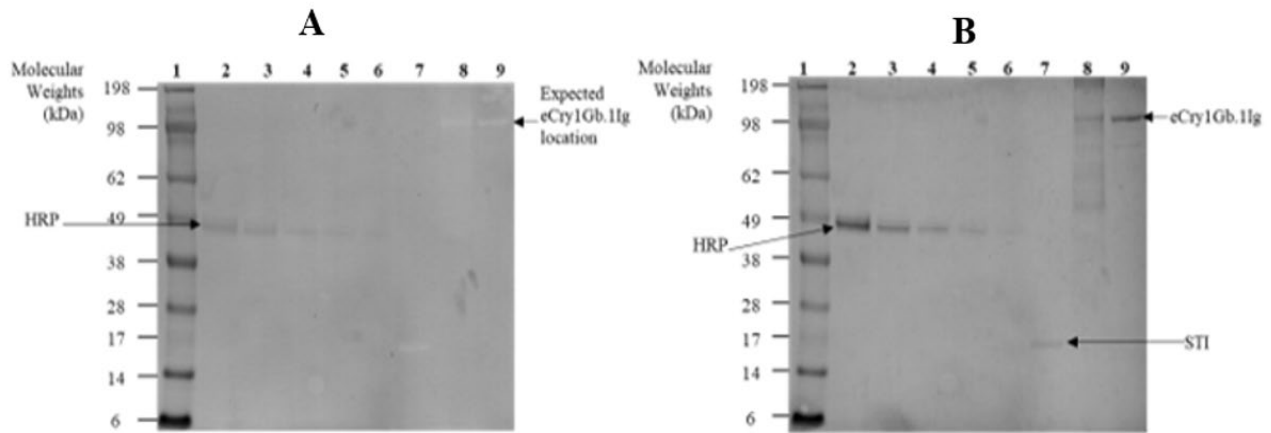 A
B
Molecular
Weights
(kDa)
1 2 3 4 5 6 7 8 9
198
98
62
49
38
28
17
14
6
HRP
Expected
eCry1Gb.1Ig
location
Molecular
Weights
(kDa)
1 2 3 4 5 6 7 8 9
198
98
62
49
38
28
17
14
6
HRP
eCry1Gb.1Ig
STI